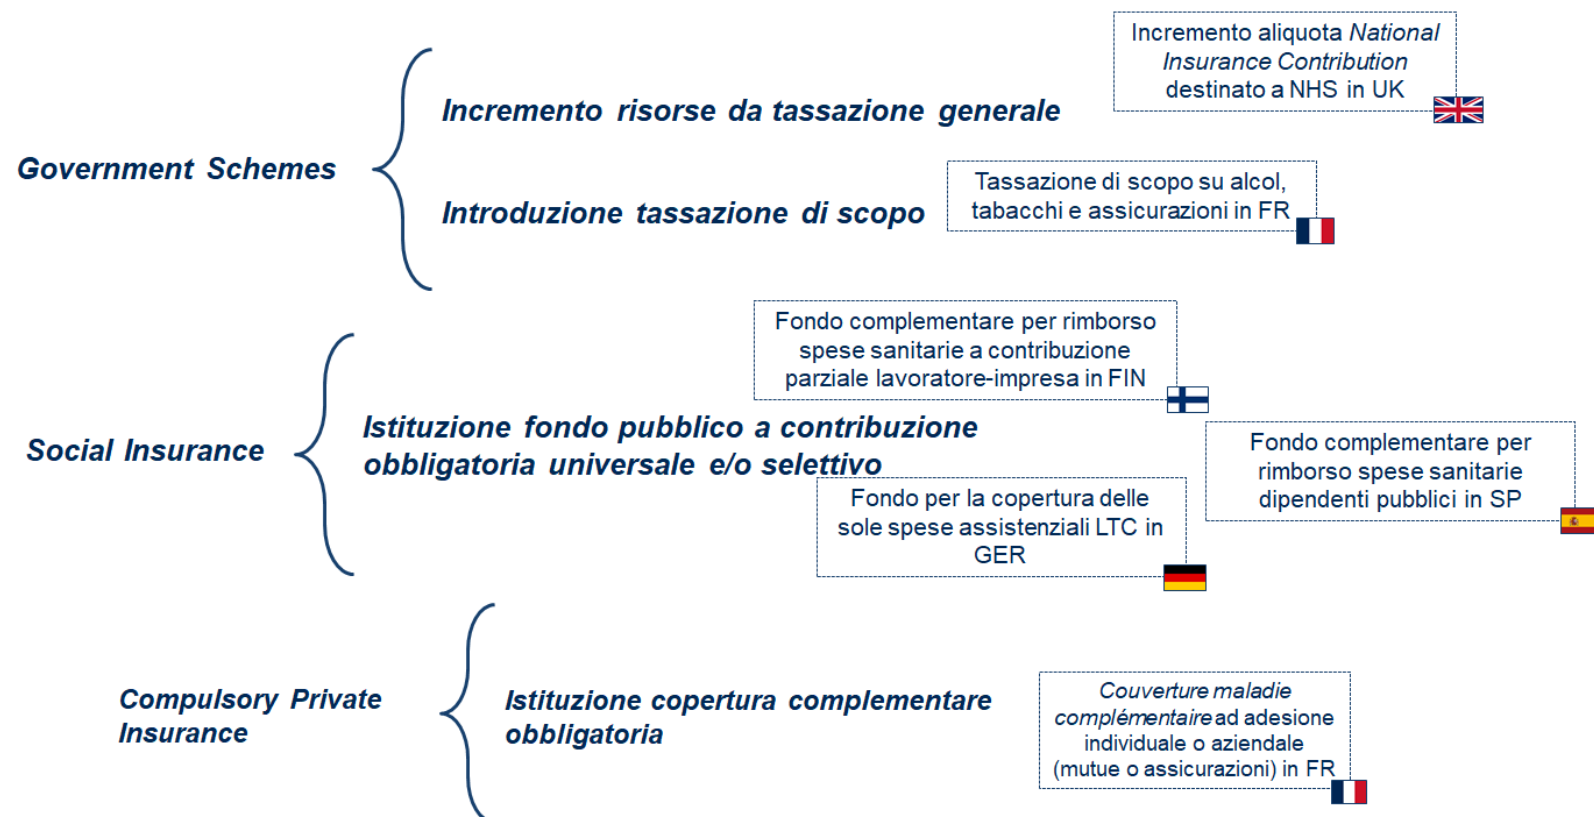 Incremento aliquota National
Insurance Contribution
destinato a NHS in UK
Incremento risorse da tassazione generale
Government Schemes
Tassazione di scopo su alcol,
tabacchi e assicurazioni in FR
Introduzione tassazione di scopo
Fondo complementare per rimborso
spese sanitarie a contribuzione
parziale lavoratore-impresa in FIN
Social Insurance
Istituzione fondo pubblico a contribuzione
obbligatoria universale e/o selettivo
Fondo complementare per
rimborso spese sanitarie
dipendenti pubblici in SP
Fondo per la copertura delle
sole spese assistenziali LTC in
GER
Compulsory Private
Insurance
Istituzione copertura complementare
obbligatoria
Couverture maladie
complémentaire ad adesione
individuale o aziendale
(mutue o assicurazioni) in FR